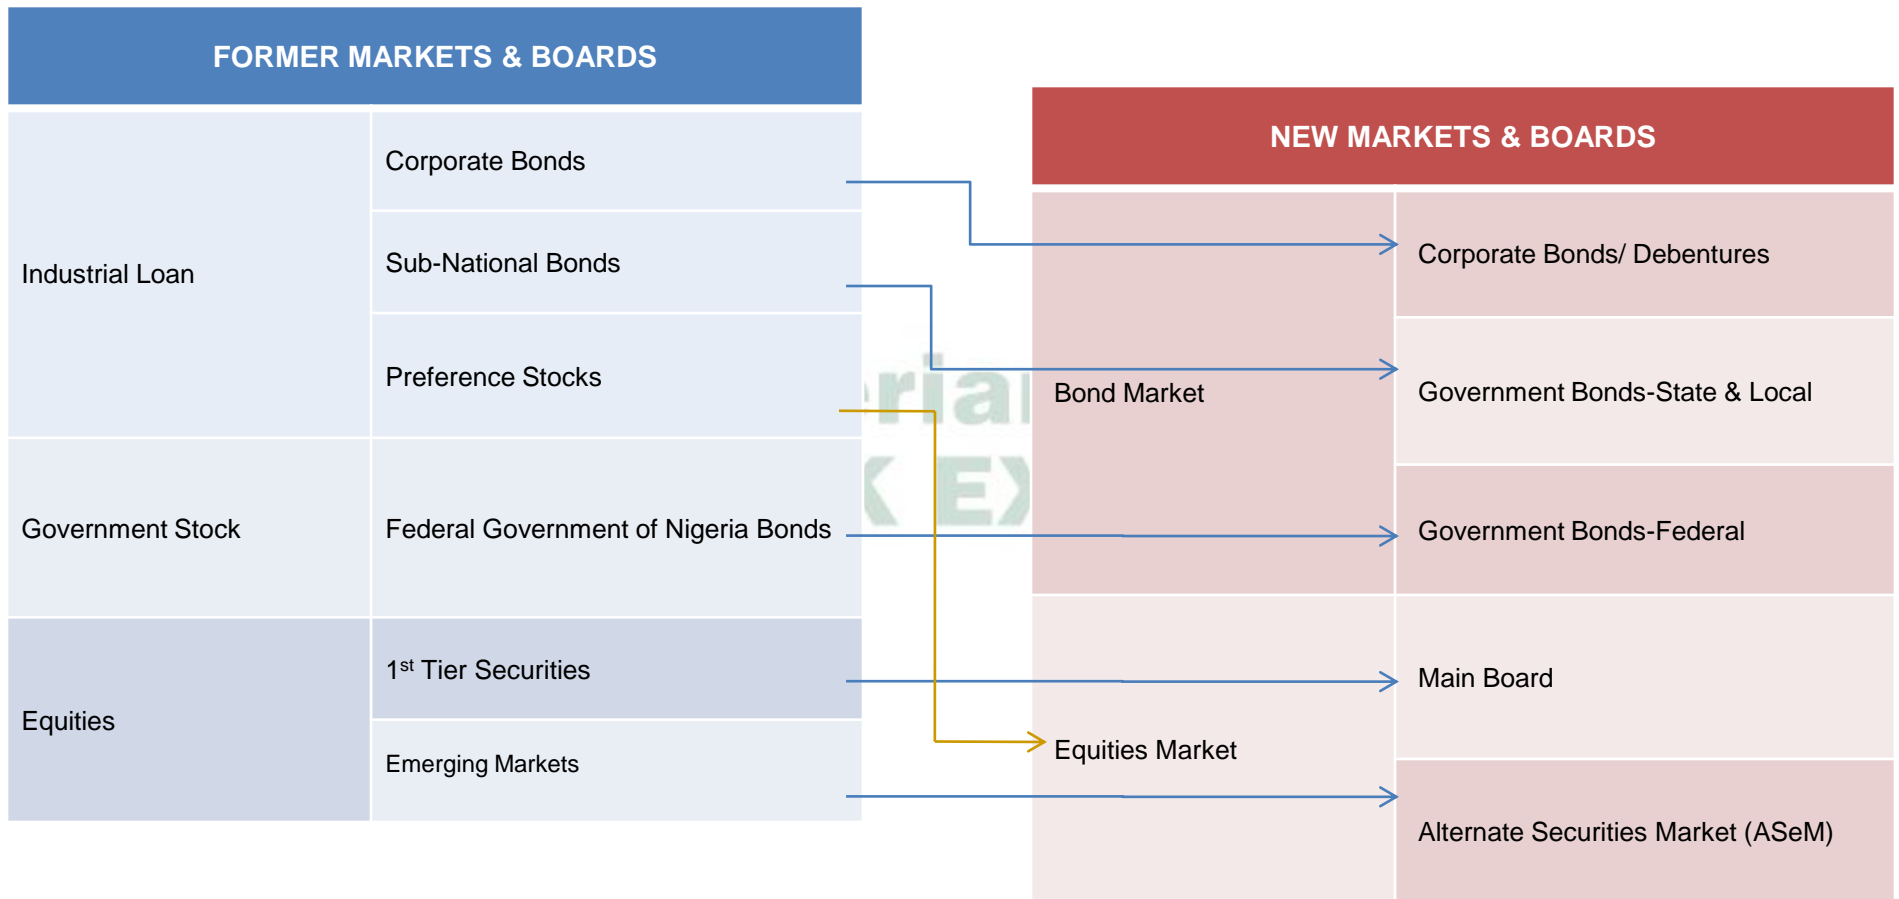 FORMER MARKETS & BOARDS
Industrial Loan
Corporate Bonds
Sub-National Bonds
Preference Stocks
Government Stock
Federal Government of Nigeria Bonds
Equities
1st Tier Securities
Emerging Markets
NEW MARKETS & BOARDS
Bond Market
Corporate Bonds/ Debentures
Government Bonds-State & Local
Government Bonds-Federal
Equities Market
Main Board
Alternate Securities Market (ASeM)